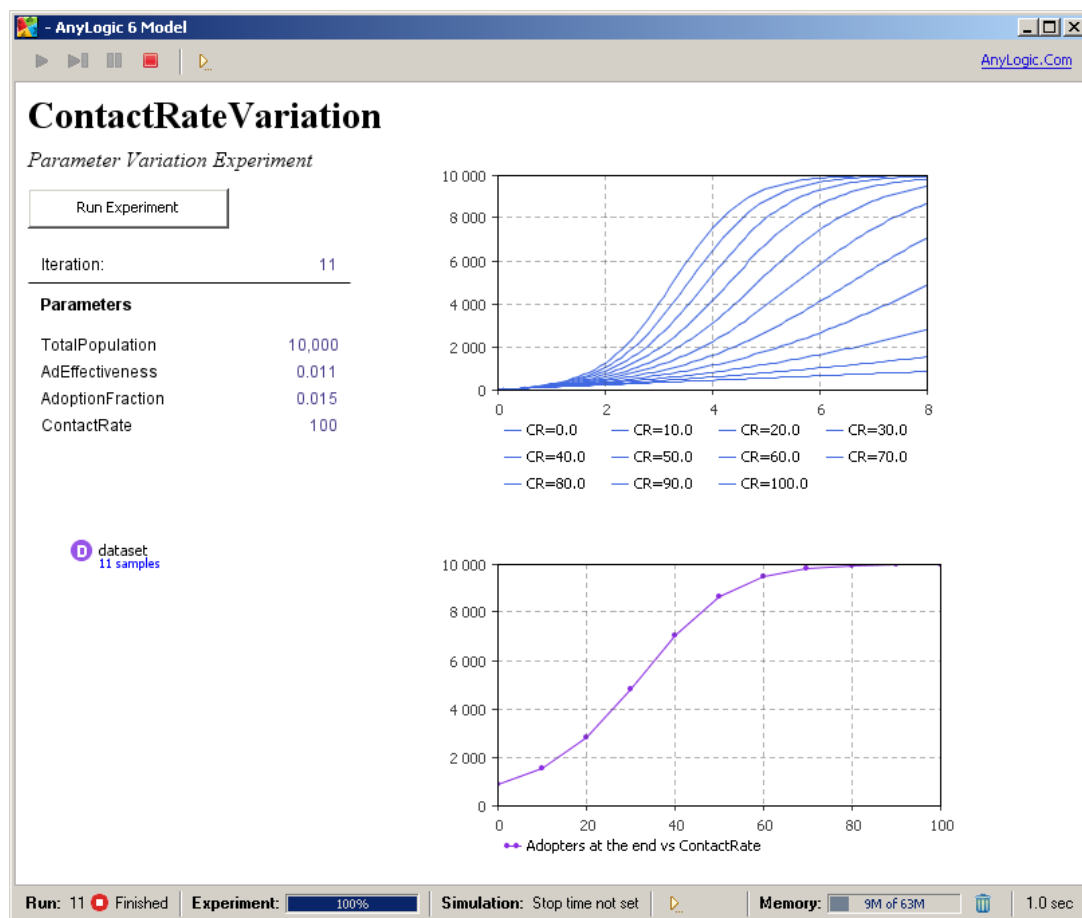 - AnyLogic 6 Model
AnyLogic.Com
ContactRateVariation
Parameter Variation Experiment
Run Experiment
Iteration: 11
Parameters
TotalPopulation 10,000
AdEffectiveness 0.011
AdoptionFraction 0.015
ContactRate 100
D dataset
11 samples
10 000
8 000
6 000
4 000
2 000
0
0 2 4 6 8
CR=0.0 CR=10.0 CR=20.0 CR=30.0
CR=40.0 CR=50.0 CR=60.0 CR=70.0
CR=80.0 CR=90.0 CR=100.0
10 000
8 000
6 000
4 000
2 000
0
0 20 40 60 80 100
Adopters at the end vs ContactRate
Run: 11 Finished Experiment: 100% Simulation: Stop time not set Memory: 9M of 63M 1.0 sec